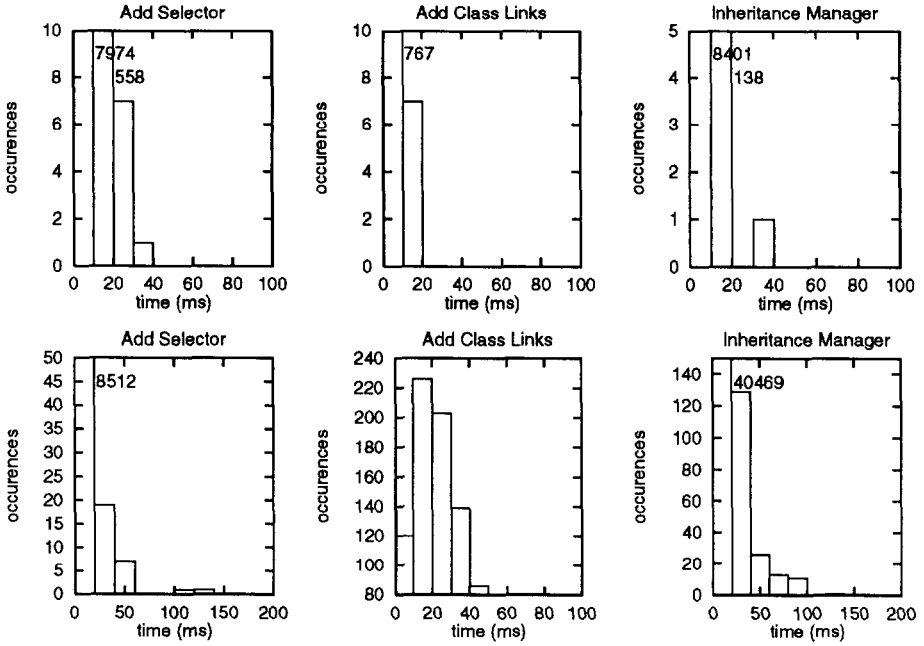 Add Selector
10
8
6
4
2
0
occurences
7974
558
0 20 40 60 80 100
time (ms)
Add Class Links
10
8
6
4
2
0
occurences
767
0 20 40 60 80 100
time (ms)
Inheritance Manager
5
4
3
2
1
0
occurences
8401
138
0 20 40 60 80 100
time (ms)
Add Selector
50
45
40
35
30
25
20
15
10
5
0
occurences
8512
0 50 100 150 200
time (ms)
Add Class Links
240
220
200
180
160
140
120
100
80
occurences
0 20 40 60 80 100
time (ms)
Inheritance Manager
140
120
100
80
60
40
20
0
occurences
40469
0 50 100 150 200
time (ms)